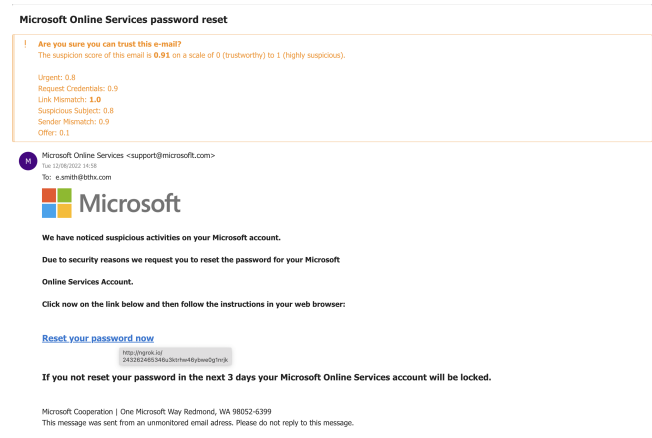 Microsoft Online Services password reset
! Are you sure you can trust this e-mail?
The suspicion score of this email is 0.91 on a scale of 0 (trustworthy) to 1 (highly suspicious).
Urgent: 0.8
Request Credentials: 0.9
Link Mismatch: 1.0
Suspicious Subject: 0.8
Sender Mismatch: 0.9
Offer: 0.1
M Microsoft Online Services <support@microsoflt.com>
Tue 12/08/2022 14:58
To: e.smith@bthx.com
Microsoft
We have noticed suspicious activities on your Microsoft account.
Due to security reasons we request you to reset the password for your Microsoft
Online Services Account.
Click now on the link below and then follow the instructions in your web browser:
Reset your password now
http://ngrok.io/
243262465346u3ktrhw46ybwe0g1nrjk
If you not reset your password in the next 3 days your Microsoft Online Services account will be locked.
Microsoft Cooperation | One Microsoft Way Redmond, WA 98052-6399
This message was sent from an unmonitored email adress. Please do not reply to this message.